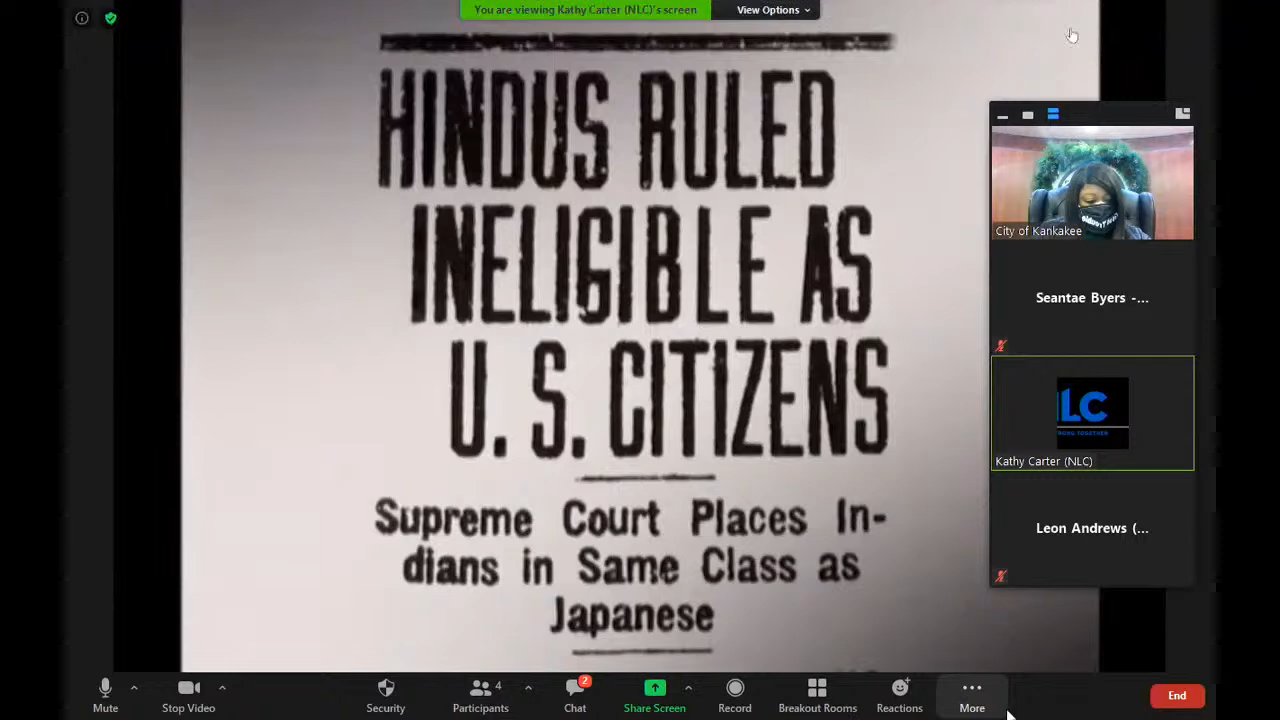 You are viewing Kathy Carter (NLC)'s screen
View Options
HINDUS RULED
INELIGIBLE AS
U. S. CITIZENS
Supreme Court Places In-
dians in Same Class as
Japanese
City of Kankakee
Seantae Byers -...
LC
Kathy Carter (NLC)
Leon Andrews (...
Mute
Stop Video
Security
4
Participants
2
Chat
Share Screen
Record
Breakout Rooms
Reactions
More
End